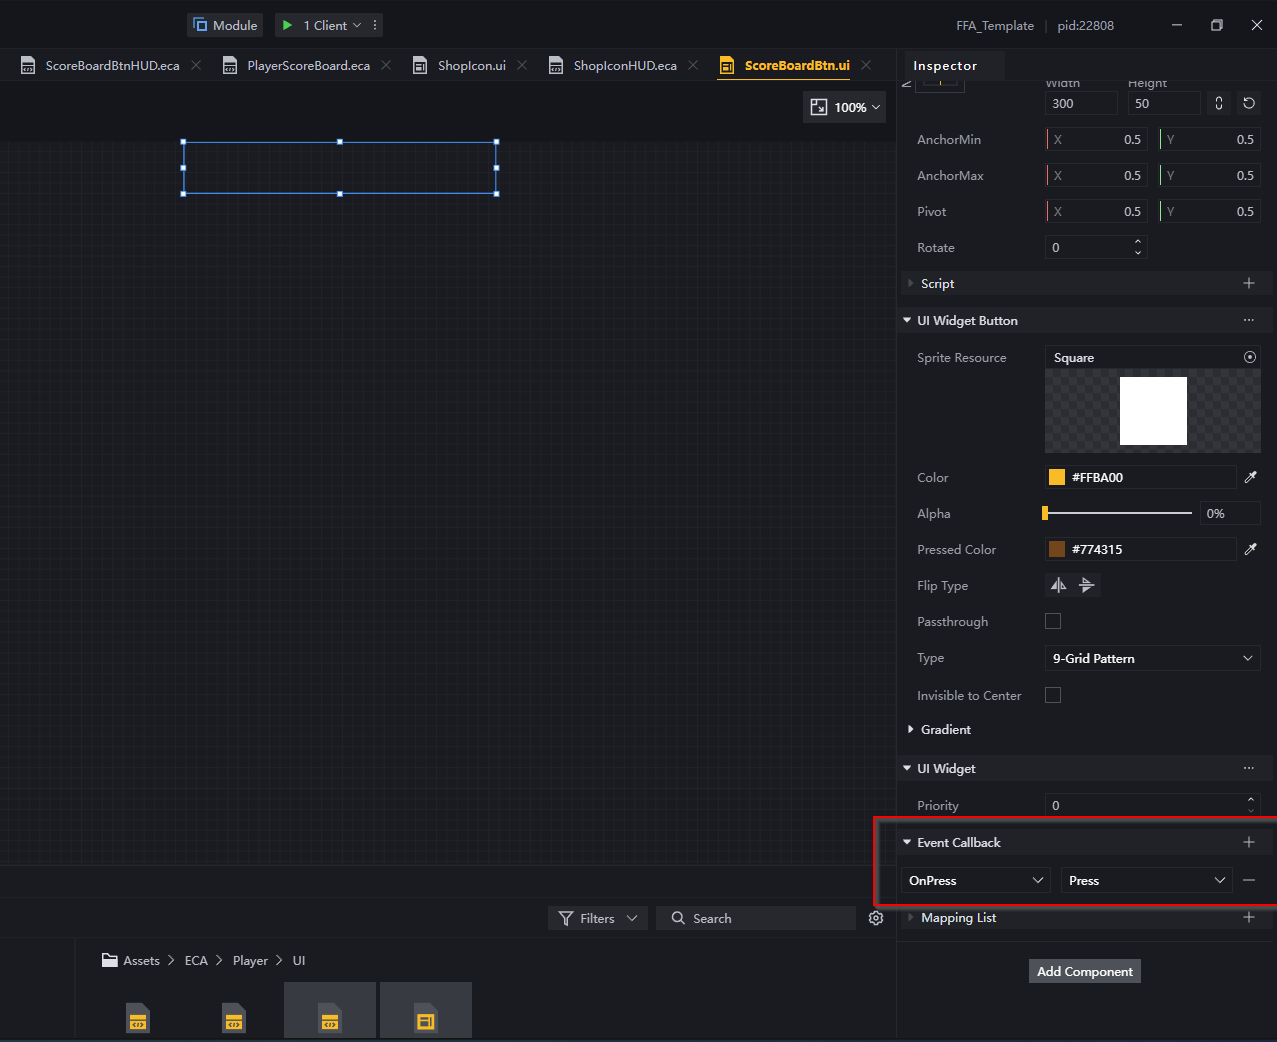 Module
1 Client
FFA_Template
pid:22808
ScoreBoardBtnHUD.eca
PlayerScoreBoard.eca
ShopIcon.ui
ShopIconHUD.eca
ScoreBoardBtn.ui
Inspector
100%
Width
Height
300
50
AnchorMin
X
0.5
Y
0.5
AnchorMax
X
0.5
Y
0.5
Pivot
X
0.5
Y
0.5
Rotate
0
Script
UI Widget Button
Sprite Resource
Square
Color
#FFBA00
Alpha
0%
Pressed Color
#774315
Flip Type
Passthrough
Type
9-Grid Pattern
Invisible to Center
Gradient
UI Widget
Priority
0
Event Callback
OnPress
Press
Mapping List
Add Component
Filters
Search
Assets > ECA > Player > UI